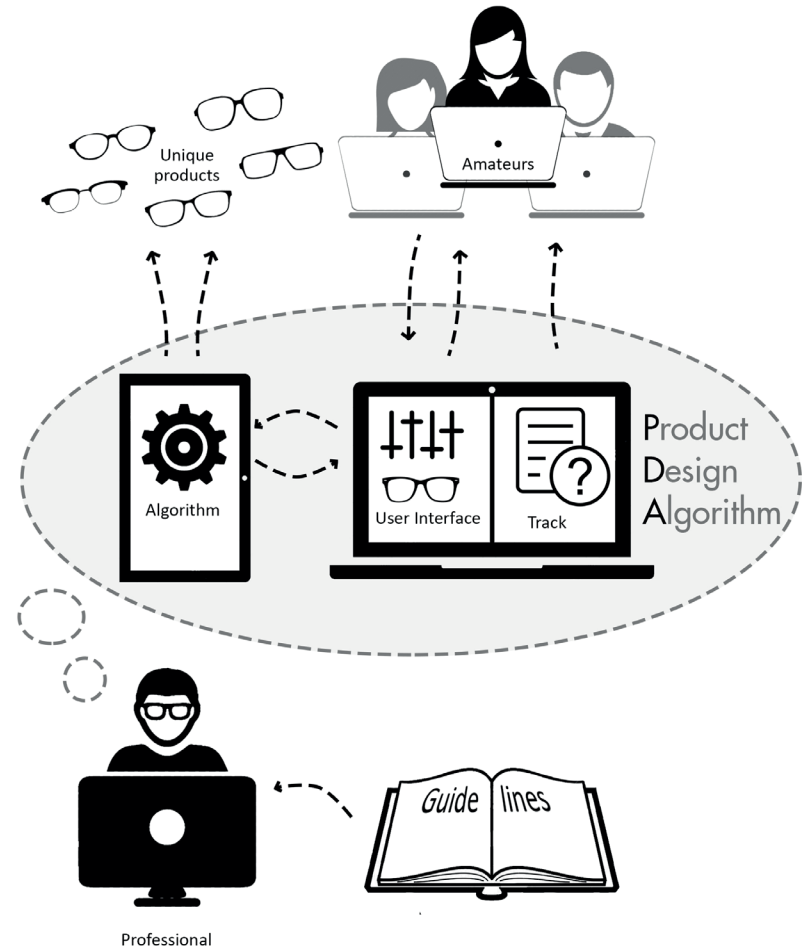 Unique
products
Amateurs
Algorithm
User Interface
Track
Product
Design
Algorithm
?
Guide lines
Professional